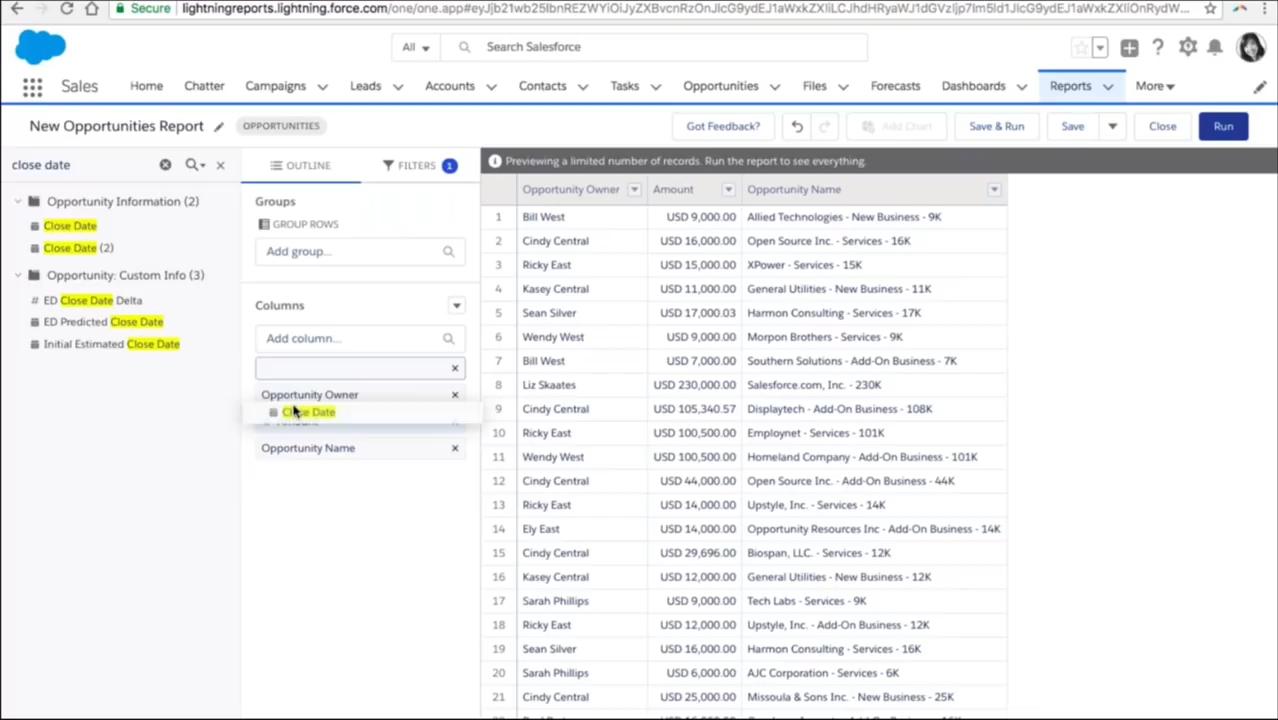 Secure
lightningreports.lightning.force.com/one/one.app#
All
Search Salesforce
Sales
Home
Chatter
Campaigns
Leads
Accounts
Contacts
Tasks
Opportunities
Files
Forecasts
Dashboards
Reports
More
New Opportunities Report
OPPORTUNITIES
Got Feedback?
Add Chart
Save & Run
Save
Close
Run
close date
Opportunity Information (2)
Close Date
Close Date (2)
Opportunity: Custom Info (3)
# ED Close Date Delta
ED Predicted Close Date
Initial Estimated Close Date
OUTLINE
FILTERS 1
Groups
GROUP ROWS
Add group...
Columns
Add column...
Opportunity Owner
Close Date
Opportunity Name
Previewing a limited number of records. Run the report to see everything.
Opportunity Owner Amount Opportunity Name
1 Bill West USD 9,000.00 Allied Technologies - New Business - 9K
2 Cindy Central USD 16,000.00 Open Source Inc. - Services - 16K
3 Ricky East USD 15,000.00 XPower - Services - 15K
4 Kasey Central USD 11,000.00 General Utilities - New Business - 11K
5 Sean Silver USD 17,000.03 Harmon Consulting - Services - 17K
6 Wendy West USD 9,000.00 Morpon Brothers - Services - 9K
7 Bill West USD 7,000.00 Southern Solutions - Add-On Business - 7K
8 Liz Skaates USD 230,000.00 Salesforce.com, Inc. - 230K
9 Cindy Central USD 105,340.57 Displaytech - Add-On Business - 108K
10 Ricky East USD 100,500.00 Employnet - Services - 101K
11 Wendy West USD 100,500.00 Homeland Company - Add-On Business - 101K
12 Cindy Central USD 44,000.00 Open Source Inc. - Add-On Business - 44K
13 Ricky East USD 14,000.00 Upstyle, Inc. - Services - 14K
14 Ely East USD 14,000.00 Opportunity Resources Inc - Add-On Business - 14K
15 Cindy Central USD 29,696.00 Biospan, LLC. - Services - 12K
16 Kasey Central USD 12,000.00 General Utilities - New Business - 12K
17 Sarah Phillips USD 9,000.00 Tech Labs - Services - 9K
18 Ricky East USD 12,000.00 Upstyle, Inc. - Add-On Business - 12K
19 Sean Silver USD 16,000.00 Harmon Consulting - Services - 16K
20 Sarah Phillips USD 6,000.00 AJC Corporation - Services - 6K
21 Cindy Central USD 25,000.00 Missoula & Sons Inc. - New Business - 25K